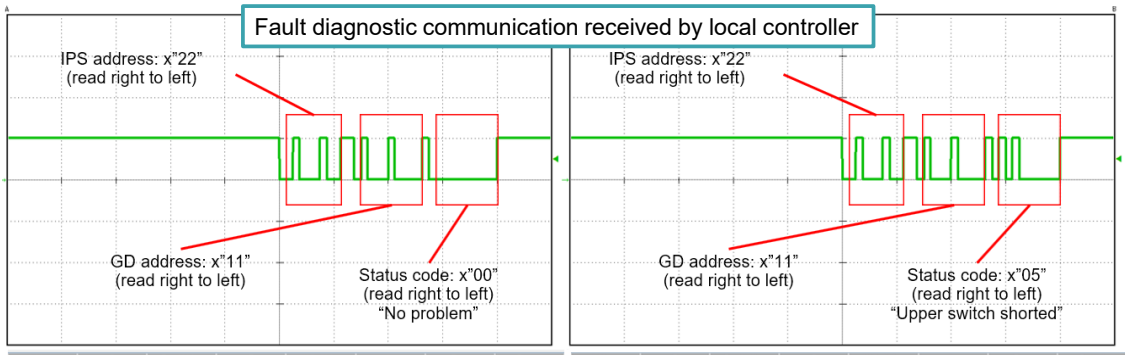 A
Fault diagnostic communication received by local controller
B
IPS address: x”22”
(read right to left)
GD address: x”11”
(read right to left)
Status code: x”00”
(read right to left)
“No problem”
IPS address: x”22”
(read right to left)
GD address: x”11”
(read right to left)
Status code: x”05”
(read right to left)
“Upper switch shorted”